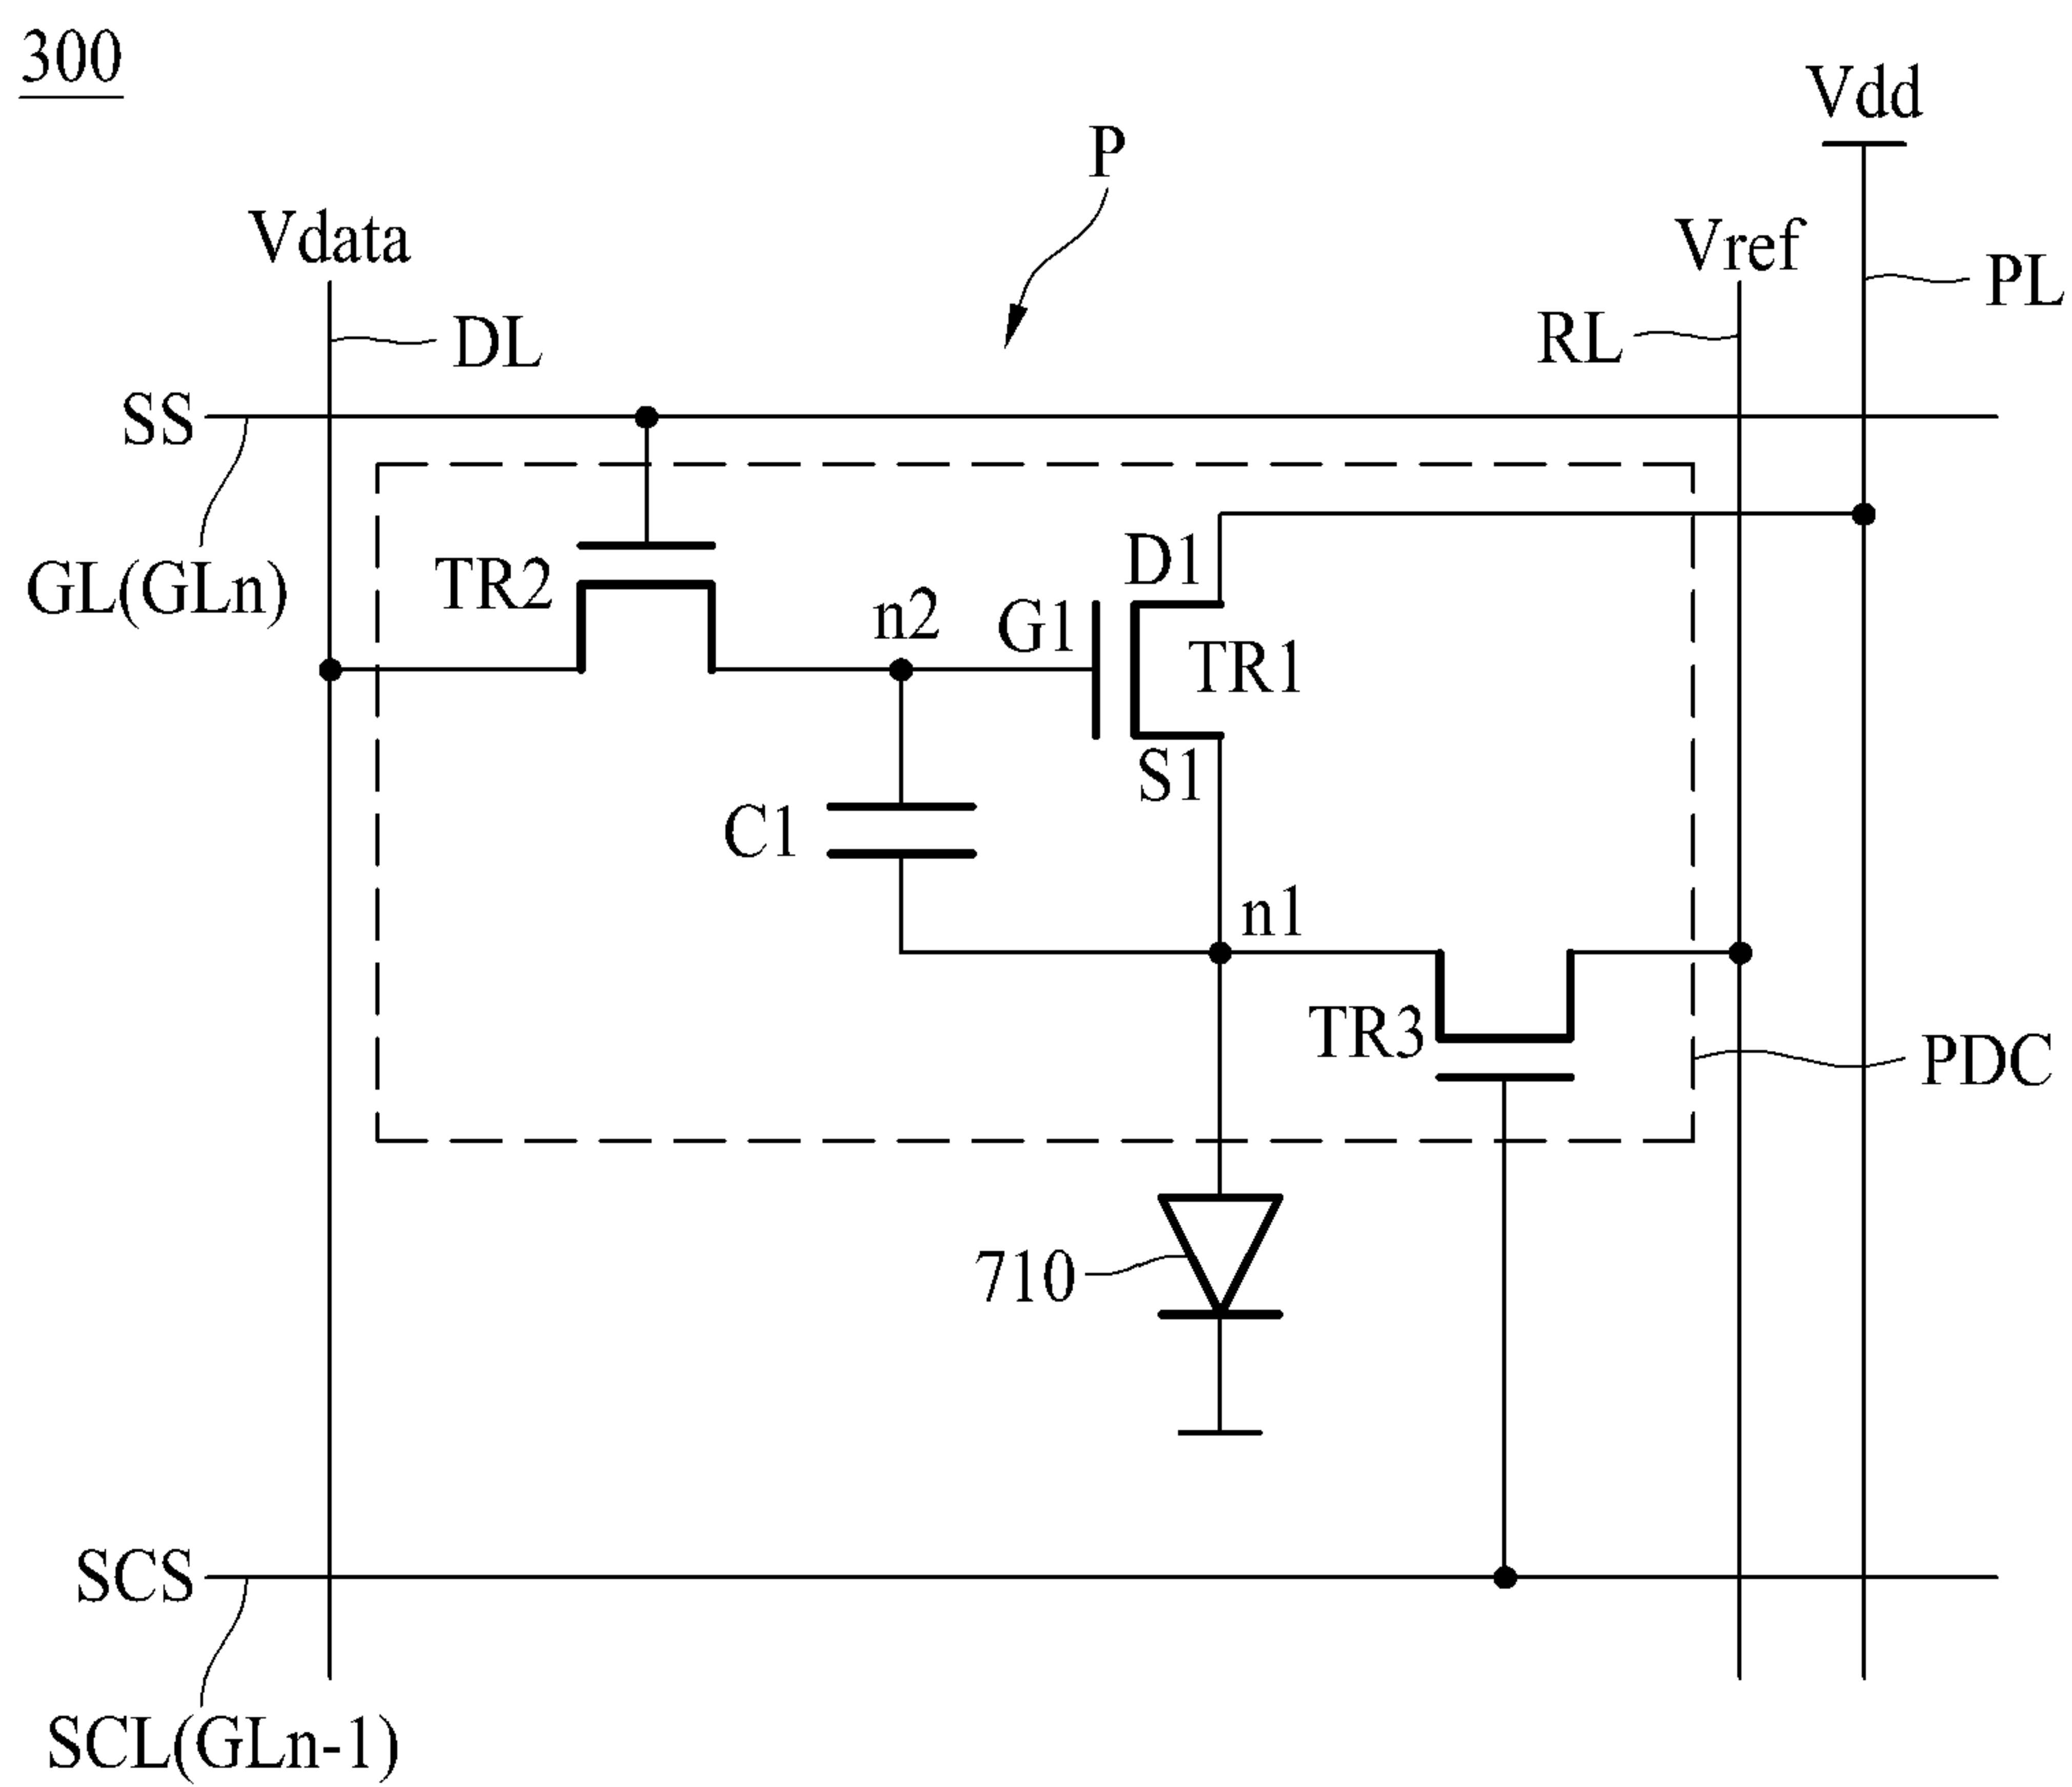 300
Vdd
P
Vdata
Vref
PL
DL
RL
SS
D1
TR2
GL(GLn)
n2
G1
TR1
S1
C1
n1
TR3
PDC
710
SCS
SCL(GLn-1)